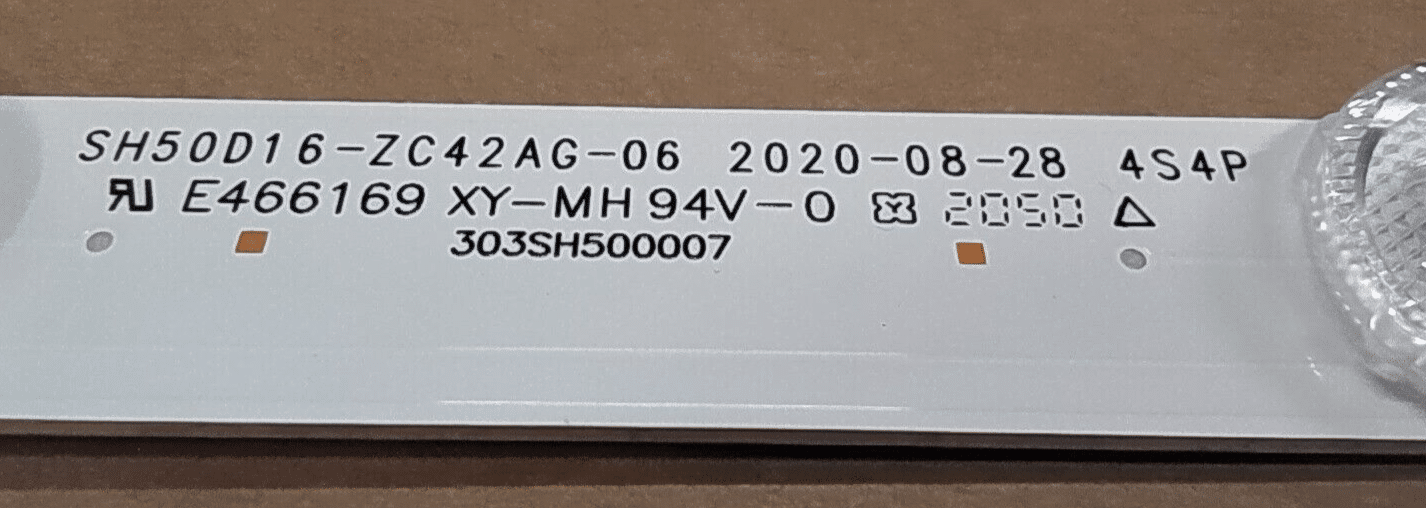 SH50D16-ZC42AG-06 2020-08-28 4S4P
E466169 XY-MH 94V-0 2050
303SH500007